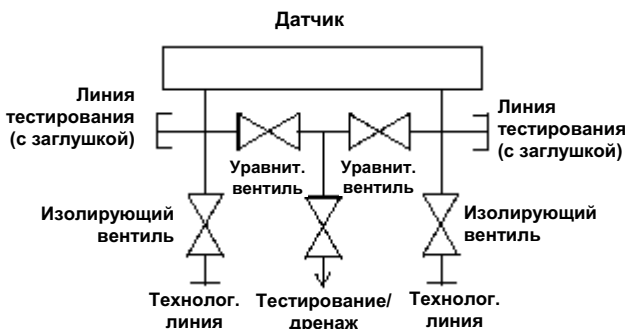 Датчик
Линия
тестирования
(с заглушкой)
Линия
тестирования
(с заглушкой)
Уравнит.
вентиль
Уравнит.
вентиль
Изолирующий
вентиль
Изолирующий
вентиль
Технолог.
линия
Тестирование/
дренаж
Технолог.
линия